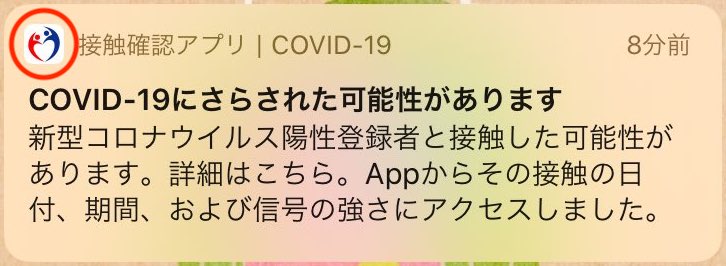 接触確認アプリ | COVID-19
8分前
COVID-19にさらされた可能性があります
新型コロナウイルス陽性登録者と接触した可能性が
あります。詳細はこちら。Appからその接触の日
付、期間、および信号の強さにアクセスしました。